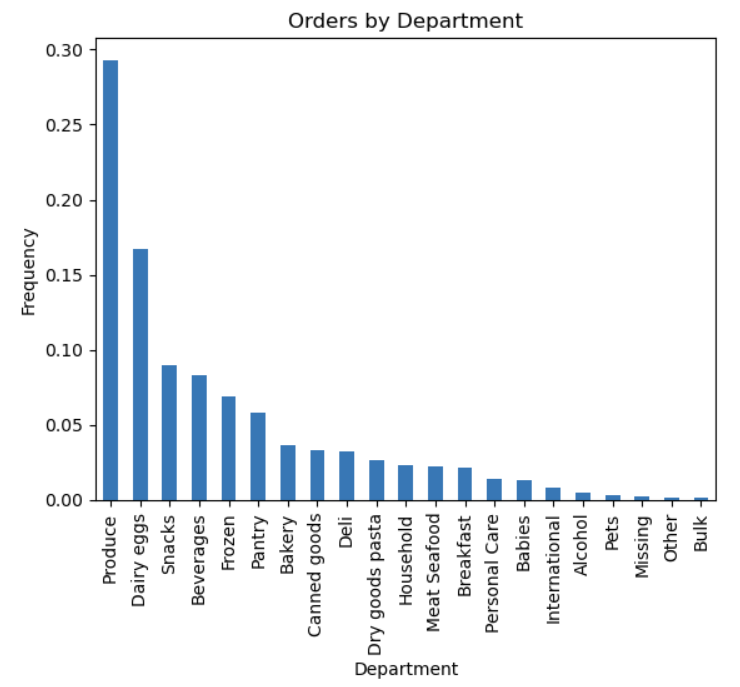 Orders by Department
0.30
0.25
0.20
0.15
0.10
0.05
0.00
Frequency
Produce
Dairy eggs
Snacks
Beverages
Frozen
Pantry
Bakery
Canned goods
Deli
Dry goods pasta
Household
Meat Seafood
Breakfast
Personal Care
Babies
International
Alcohol
Pets
Missing
Other
Bulk
Department